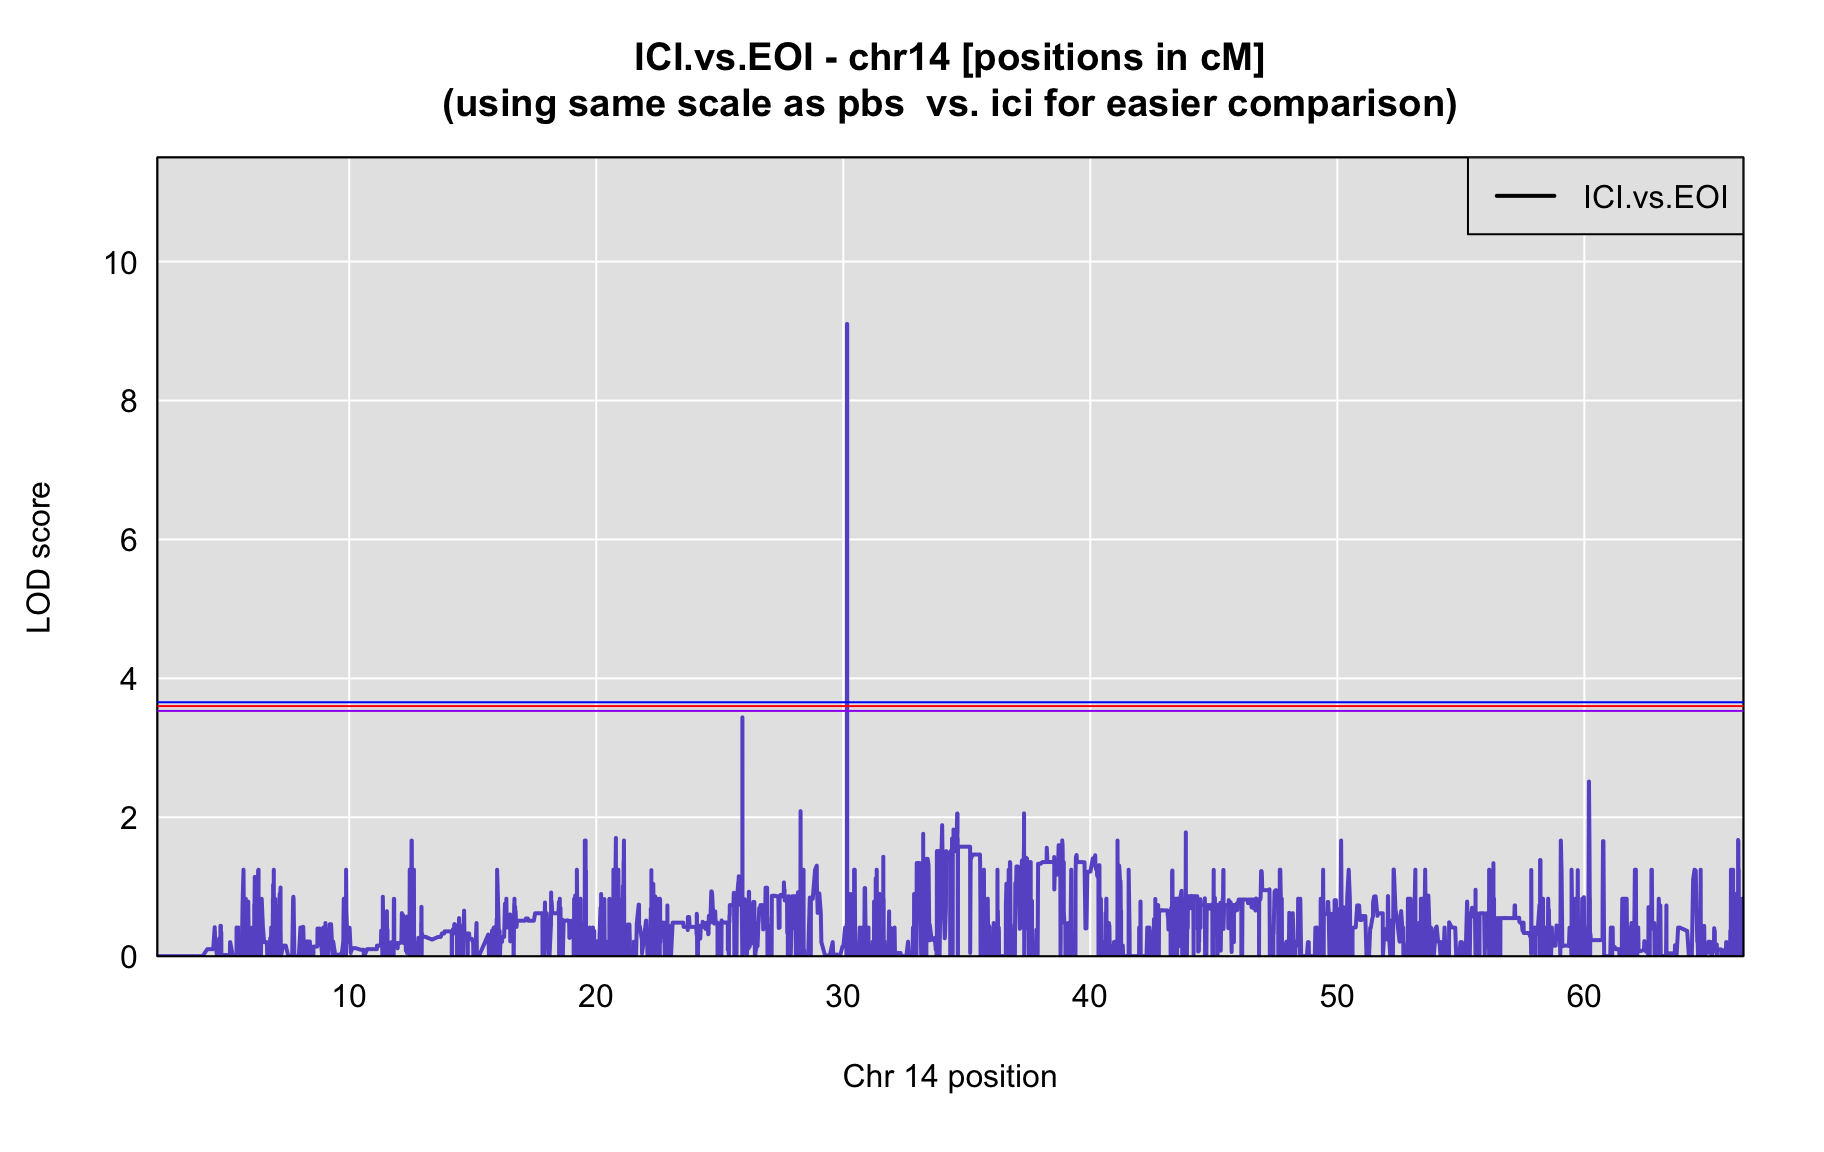 ICI.vs.EOI - chr14 [positions in cM]
(using same scale as pbs  vs. ici for easier comparison)
ICI.vs.EOI
10
8
6
4
2
0
LOD score
10 20 30 40 50 60
Chr 14 position